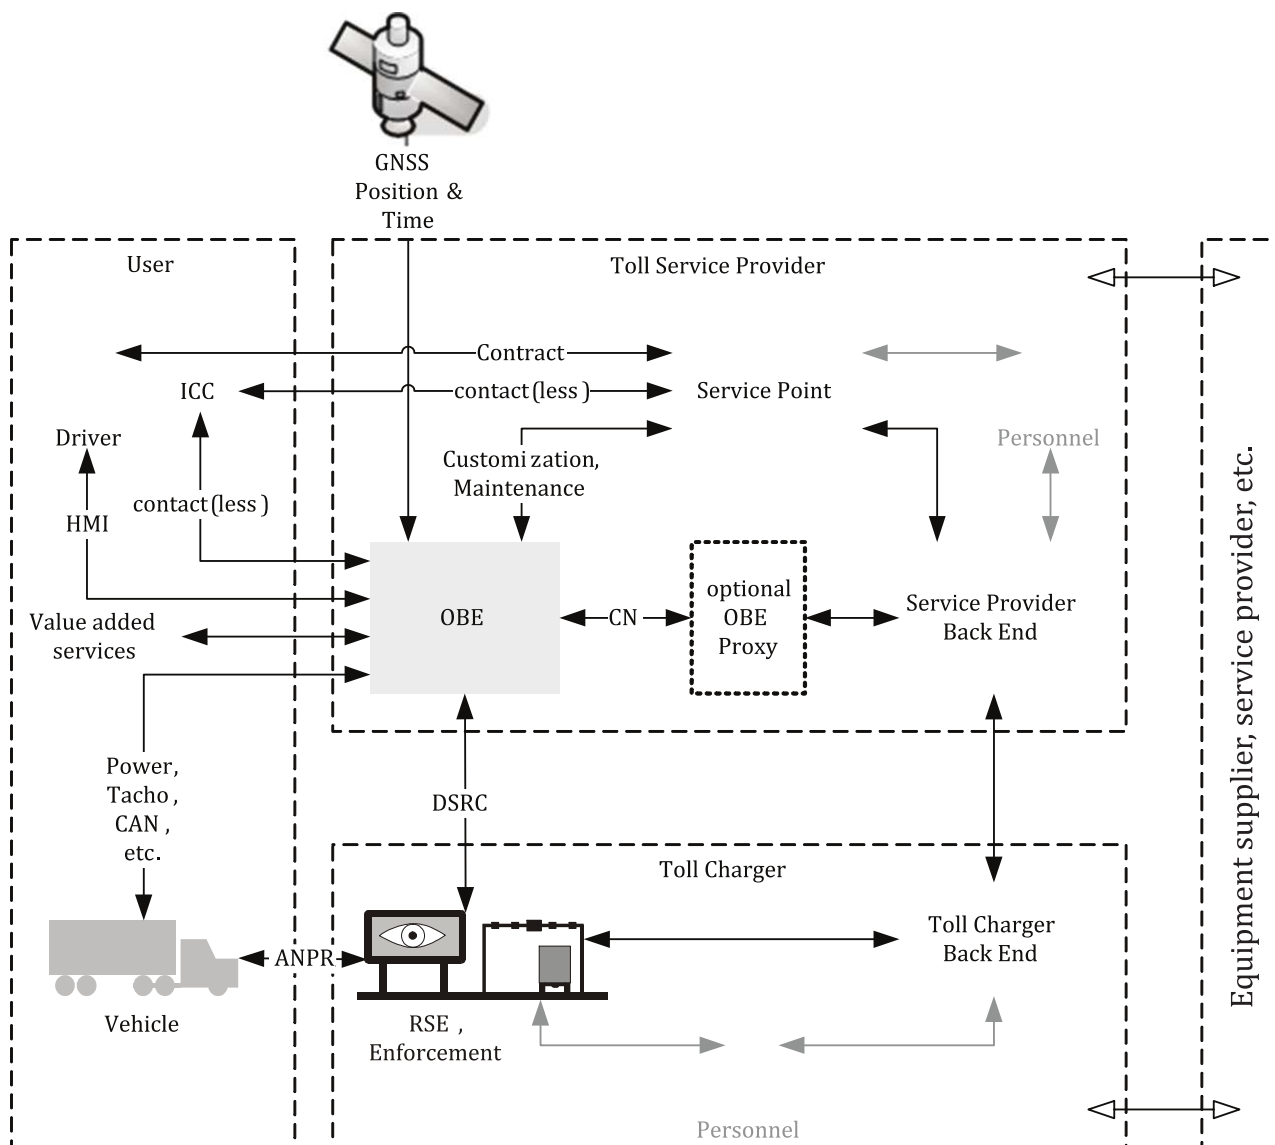 GNSS
Position &
Time
User
Toll Service Provider
Contract
ICC
contact(less )
Service Point
Driver
Personnel
Customi zation,
Maintenance
contact(less )
HMI
optional
OBE
Proxy
OBE
CN
Service Provider
Back End
Value added
services
Power,
Tacho ,
CAN ,
etc.
DSRC
Toll Charger
Toll Charger
Back End
ANPR
Vehicle
RSE ,
Enforcement
Personnel
Equipment supplier, service provider, etc.